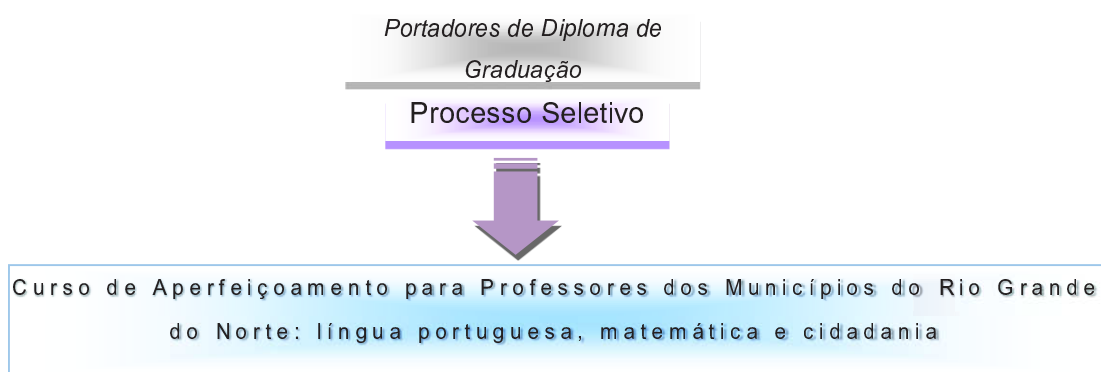 Portadores de Diploma de
Graduação
Processo Seletivo
Curso de Aperfeiçoamento para Professores dos Municípios do Rio Grande
do Norte: língua portuguesa, matemática e cidadania